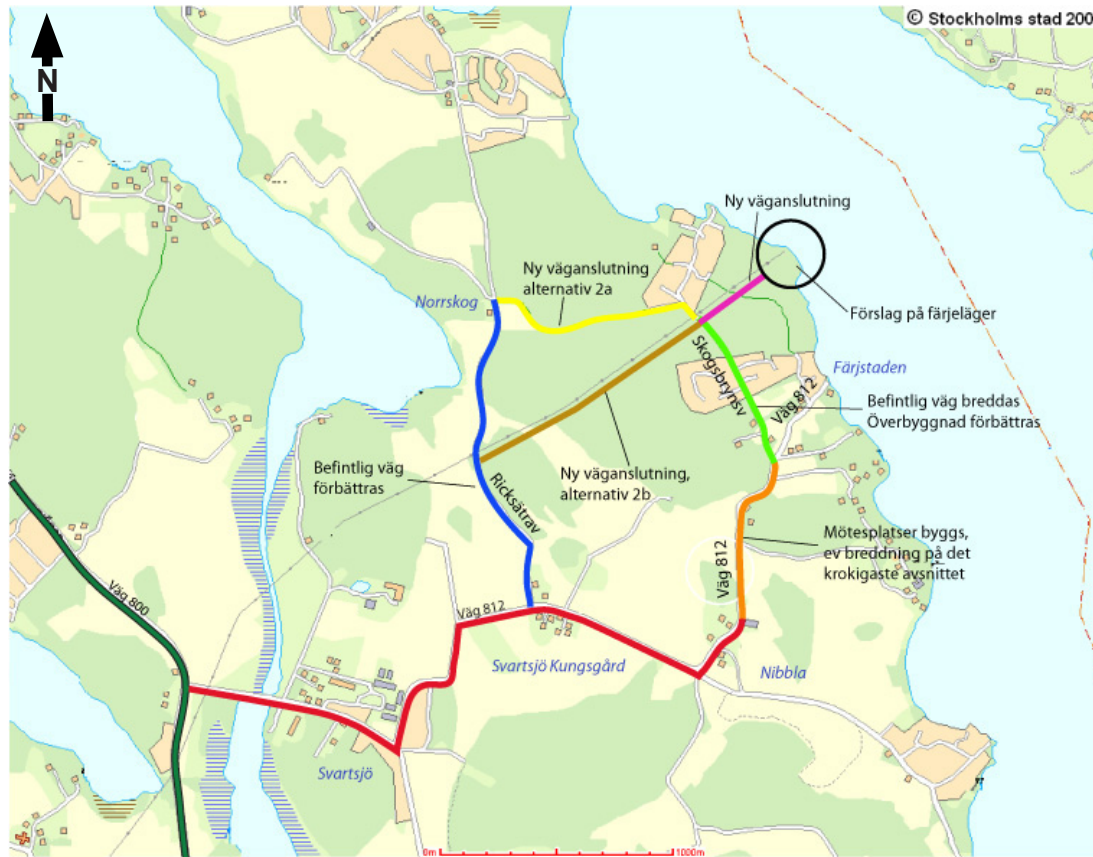 © Stockholms stad 200
N
Ny väganslutning
Ny väganslutning
alternativ 2a
Norrskog
Förslag på färjeläger
Skogsbrynsv
Färjstaden
Väg 812
Befintlig väg breddas
Överbyggnad förbättras
Befintlig väg
förbättras
Ricksätrav
Ny väganslutning,
alternativ 2b
Mötesplatser byggs,
ev breddning på det
krokigaste avsnittet
Väg 812
Väg 800
Väg 812
Svartsjö Kungsgård
Nibbla
Svartsjö
0m
1000m